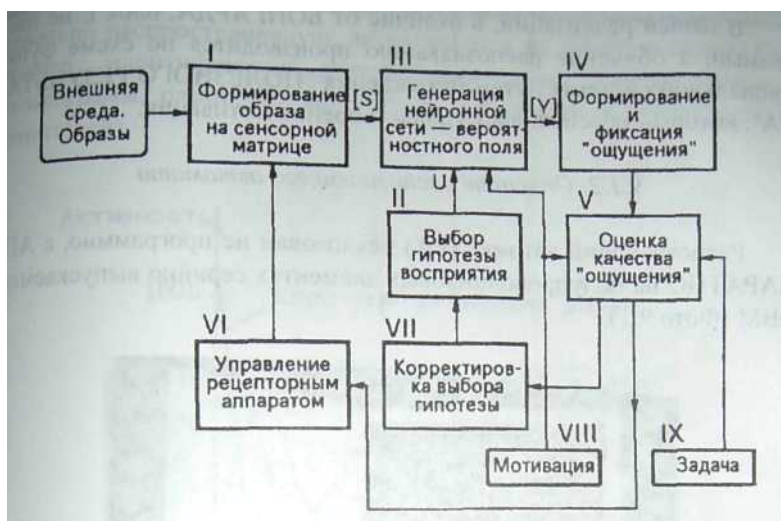 I
III
IV
Внешняя
среда.
Образы
Формирование
образа
на сенсорной
матрице
[S]
Генерация
нейронной
сети — вероят-
ностного поля
[Y]
Формирование
и
фиксация
"ощущения"
U
II
V
Выбор
гипотезы
восприятия
Оценка
качества
"ощущения"
VI
VII
Управление
рецепторным
аппаратом
Корректиров-
ка выбора
гипотезы
VIII
IX
Мотивация
Задача